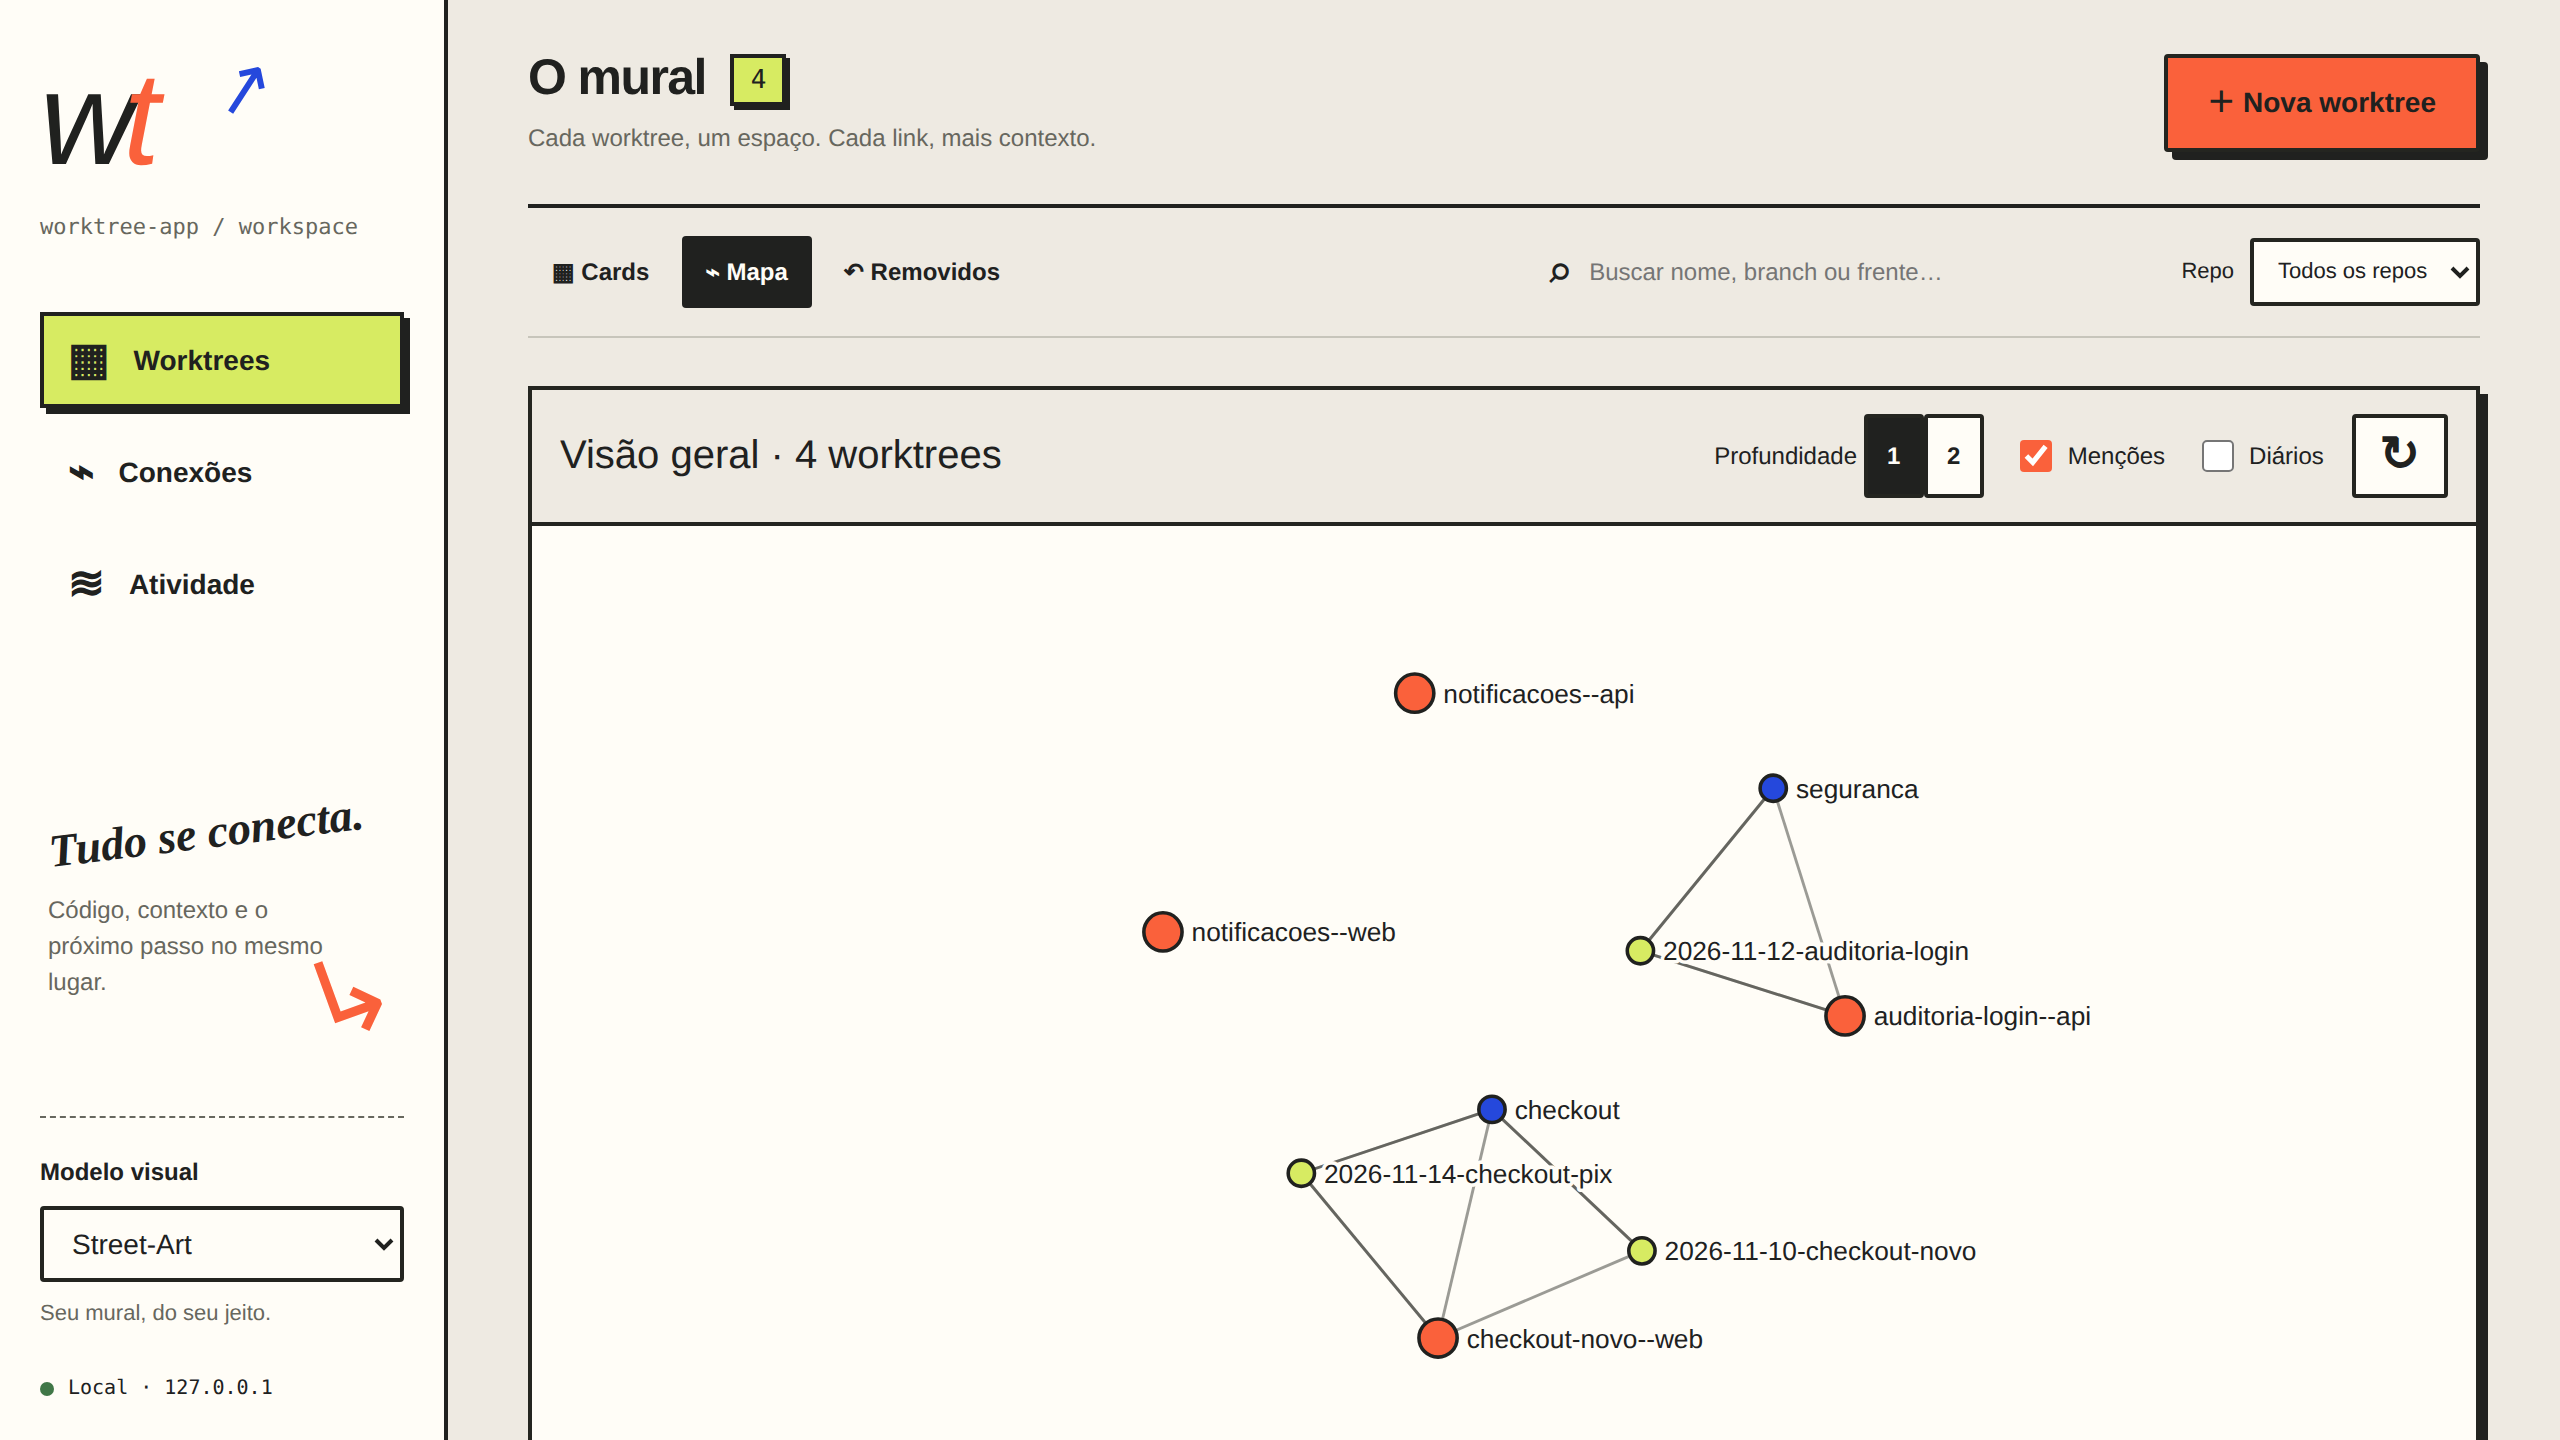 wt ↗
worktree-app / workspace
▦ Worktrees
⌁ Conexões
≋ Atividade
Tudo se conecta.
Código, contexto e o
próximo passo no mesmo
lugar.
↳
Modelo visual
Street-Art
Seu mural, do seu jeito.
Local · 127.0.0.1
O mural 4
Cada worktree, um espaço. Cada link, mais contexto.
+ Nova worktree
▦ Cards ⌁ Mapa ↶ Removidos
⌕ Buscar nome, branch ou frente…
Repo Todos os repos
Visão geral · 4 worktrees
Profundidade 1 2 Menções Diários ↻
notificacoes--api
seguranca
notificacoes--web
2026-11-12-auditoria-login
auditoria-login--api
checkout
2026-11-14-checkout-pix
2026-11-10-checkout-novo
checkout-novo--web